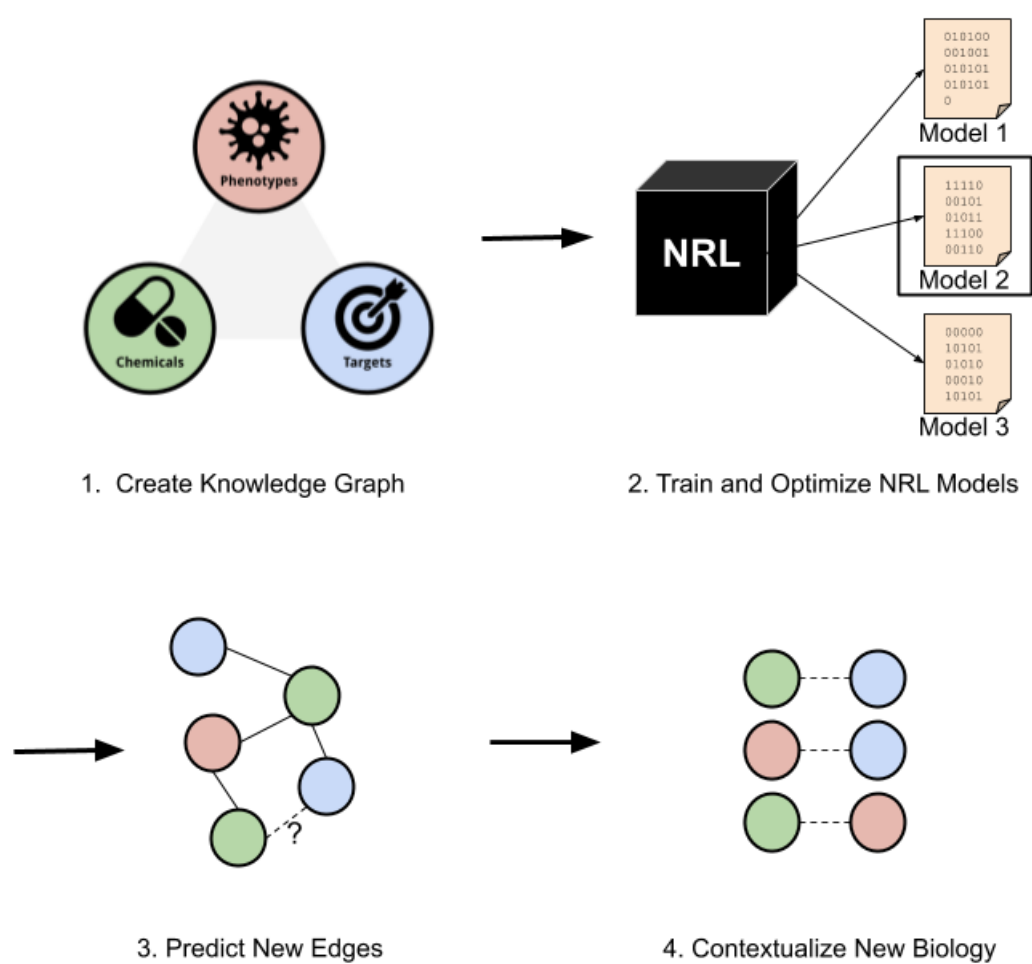 Phenotypes
Chemicals
Targets
1. Create Knowledge Graph
NRL
010100
001001
010101
010101
0
Model 1
11110
00101
01011
11100
00110
Model 2
00000
10101
01010
00010
10101
Model 3
2. Train and Optimize NRL Models
?
3. Predict New Edges
4. Contextualize New Biology